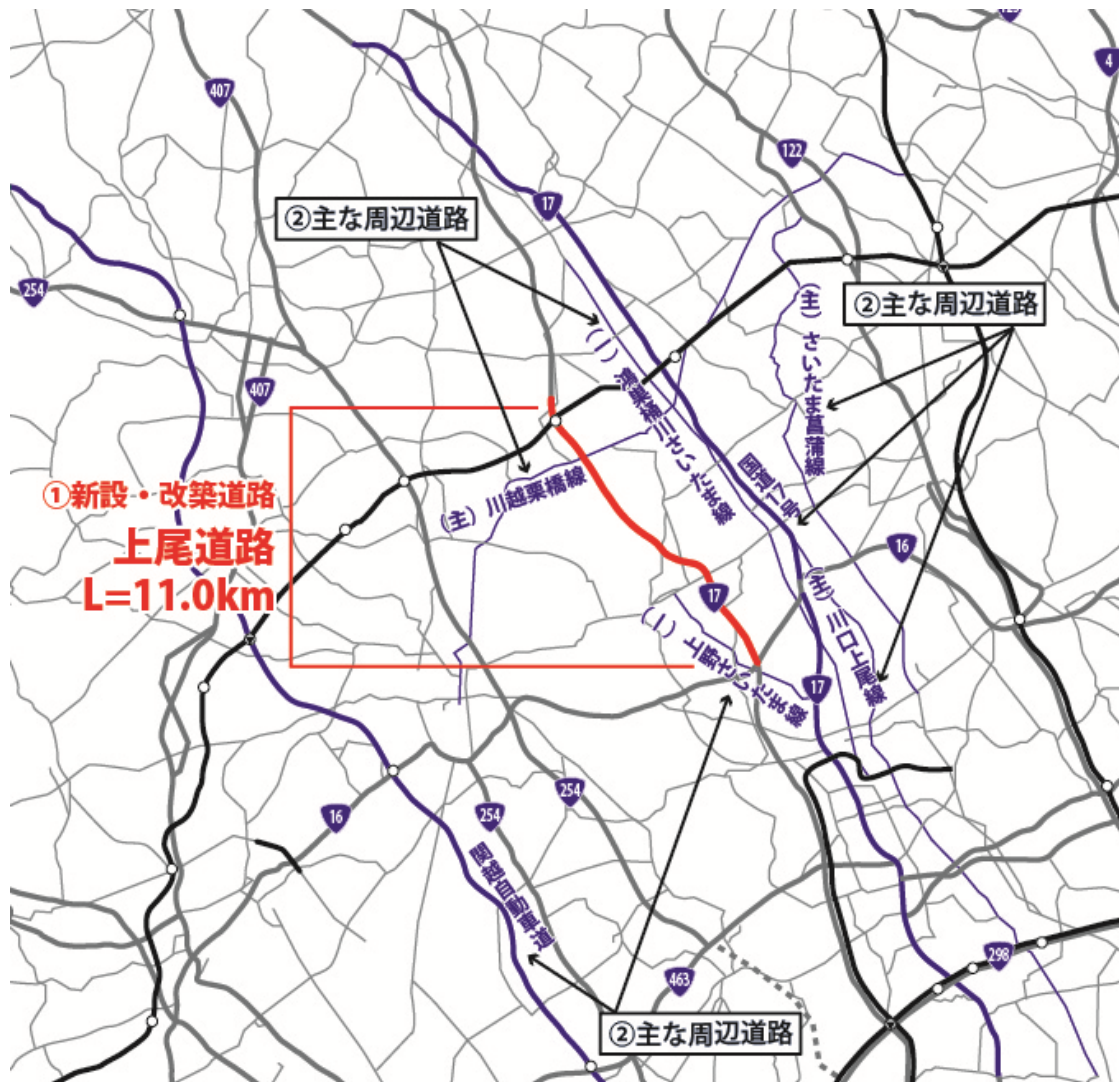 407
4
122
17
②主な周辺道路
254
②主な周辺道路
(主)さいたま菖蒲線
(一)鴻巣桶川さいたま線
407
国道17号
①新設・改築道路
上尾道路
L=11.0km
(主)川越栗橋線
16
17
(主)川口上尾線
(一)上野さいたま線
17
254
16
254
関越自動車道
298
463
②主な周辺道路